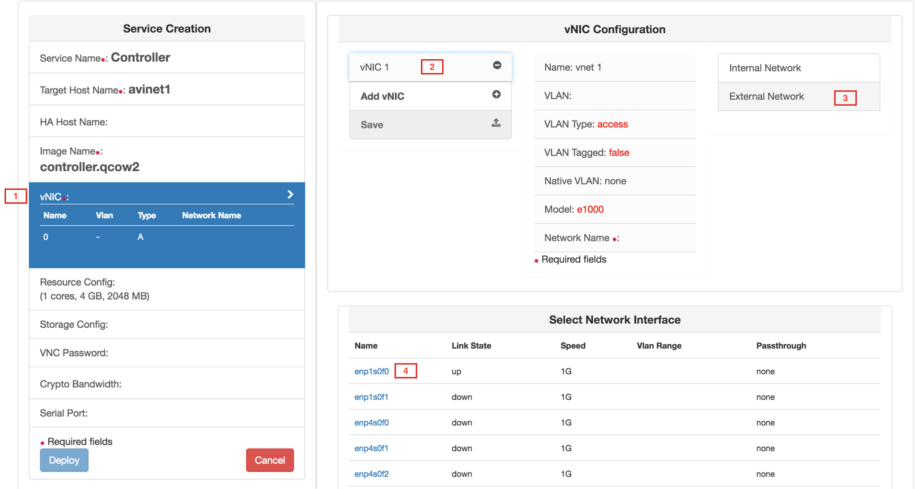 Service Creation
Service Name•: Controller
Target Host Name•: avinet1
HA Host Name:
Image Name•:
controller.qcow2
1
vNIC•:
Name Vlan Type Network Name
0 - A
Resource Config:
(1 cores, 4 GB, 2048 MB)
Storage Config:
VNC Password:
Crypto Bandwidth:
Serial Port:
• Required fields
Deploy Cancel
vNIC Configuration
vNIC 1 2
Add vNIC
Save
Name: vnet 1
VLAN:
VLAN Type: access
VLAN Tagged: false
Native VLAN: none
Model: e1000
Network Name •:
• Required fields
Internal Network
External Network 3
Select Network Interface
Name Link State Speed Vlan Range Passthrough
enp1s0f0 4 up 1G none
enp1s0f1 down 1G none
enp4s0f0 down 1G none
enp4s0f1 down 1G none
enp4s0f2 down 1G none